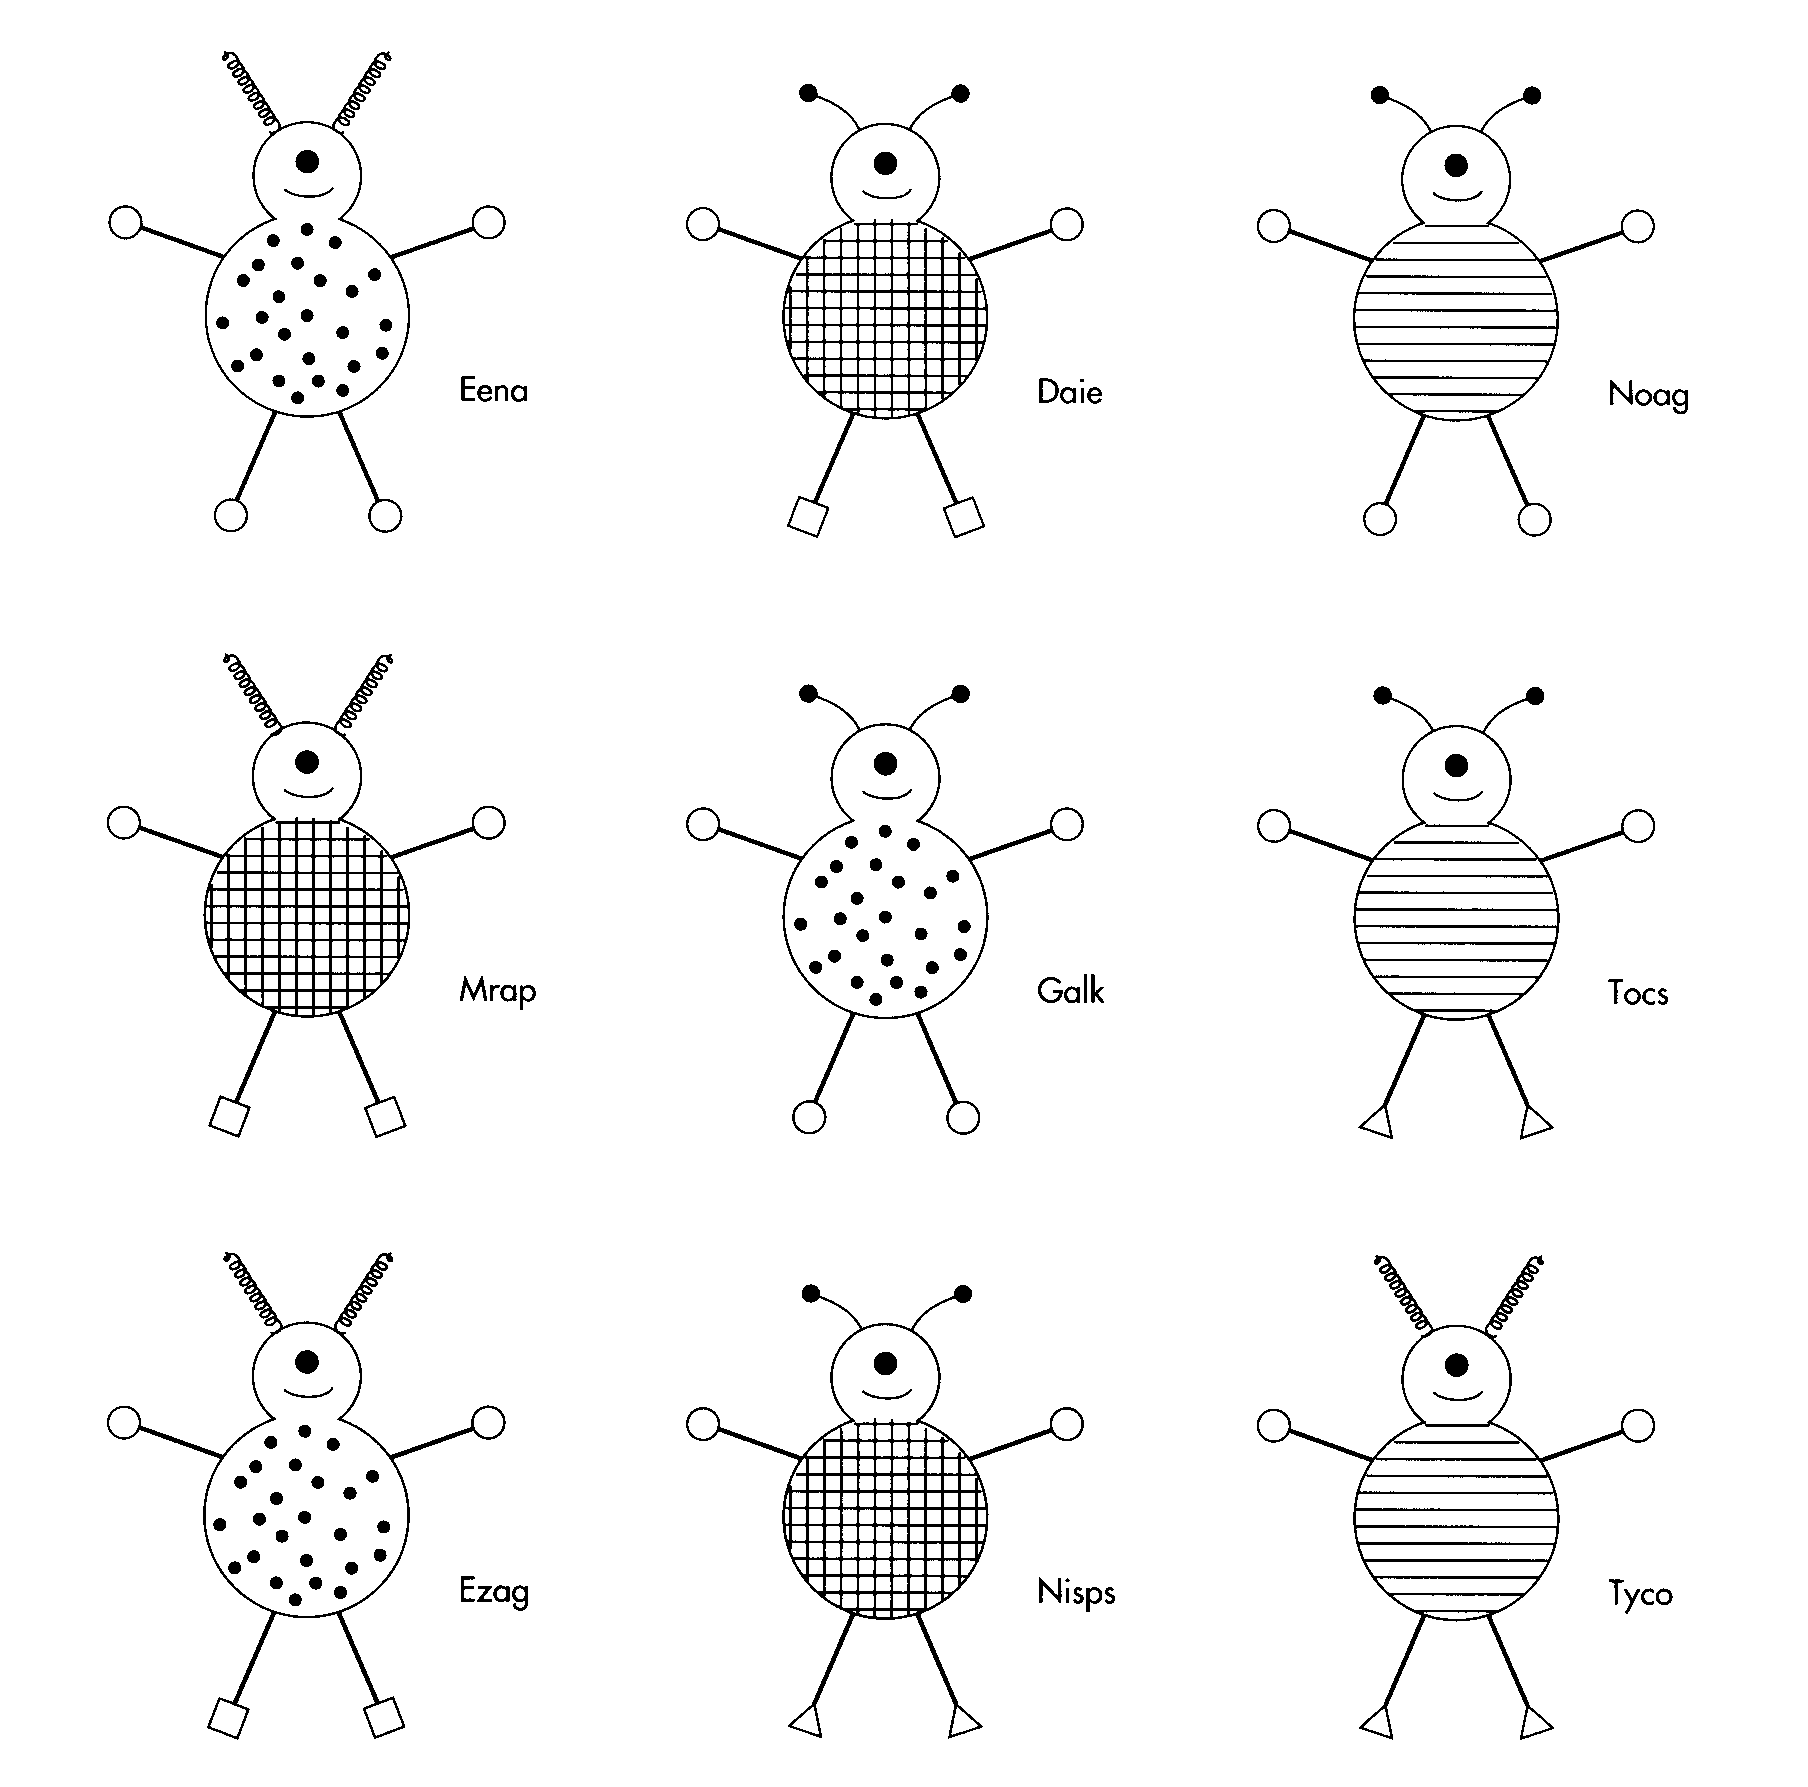 Eena
Daie
Noag
Mrap
Galk
Tocs
Ezag
Nisps
Tyco